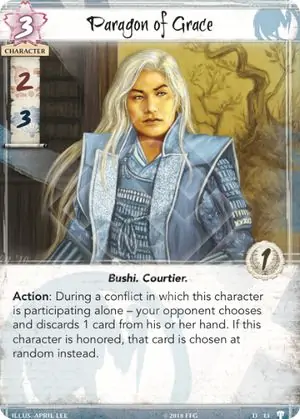 Paragon of Grace
3
CHARACTER
2
3
1
Bushi. Courtier.
Action: During a conflict in which this character
is participating alone – your opponent chooses
and discards 1 card from his or her hand. If this
character is honored, that card is chosen at
random instead.
ILLUS. APRIL LEE
©2018 FFG